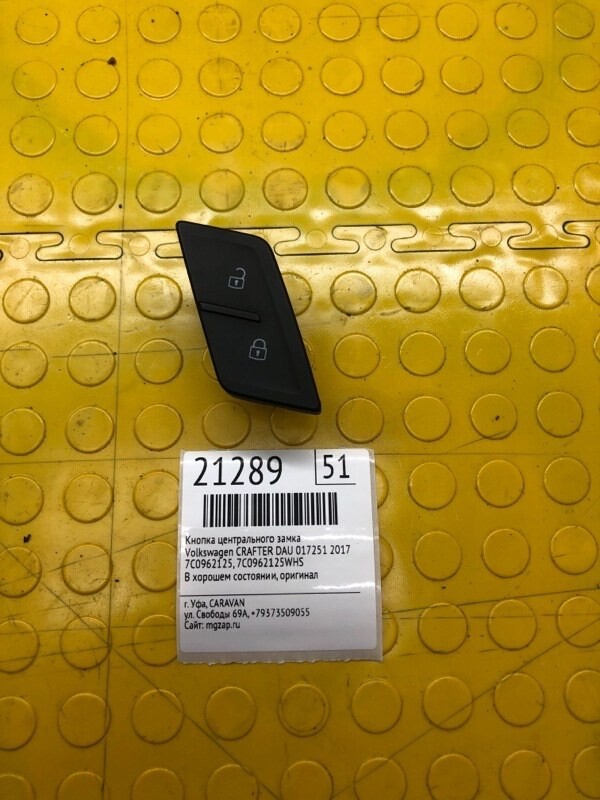 21289 51
Кнопка центрального замка
Volkswagen CRAFTER DAU 017251 2017
7C0962125, 7C0962125WHS
В хорошем состоянии, оригинал
г. Уфа, CARAVAN
ул. Свободы 69А, +79373509055
Сайт: mgzap.ru